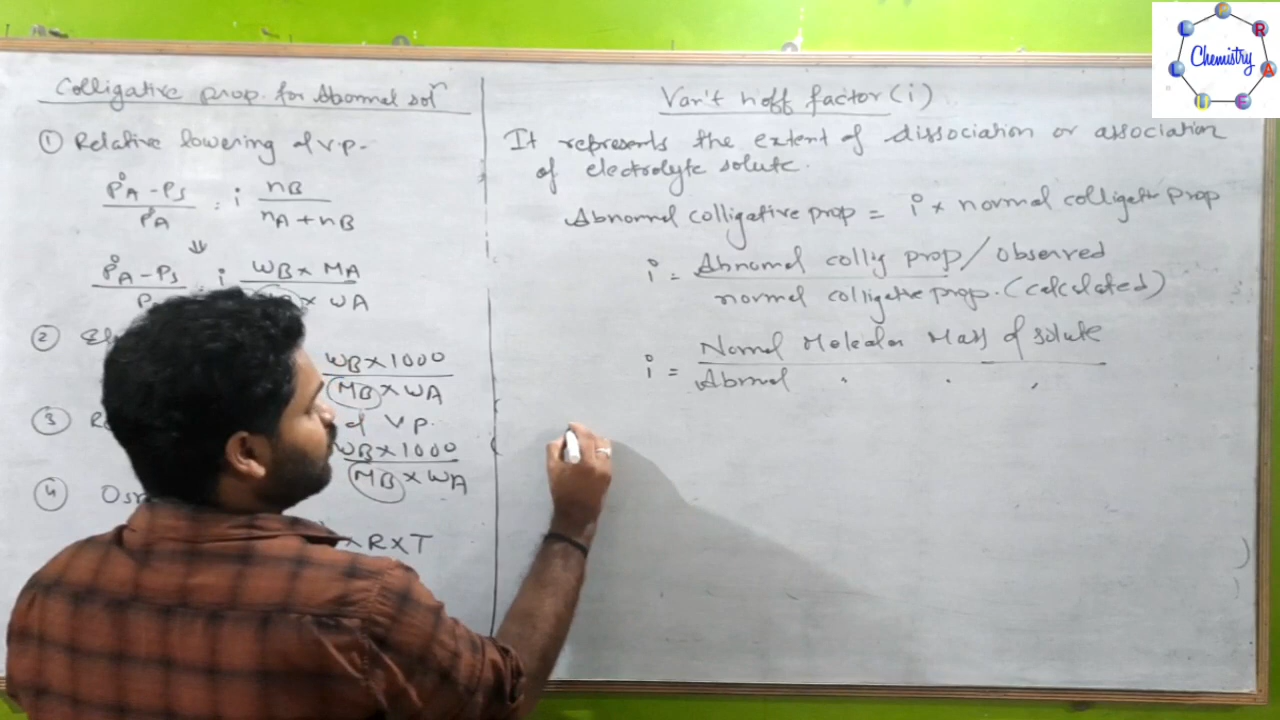 Colligative prop. for Abormal solⁿ
① Relative lowering of v.p.
P°A - Ps / P°A = i nB / nA + nB
⇓
P°A - Ps / P = i WB × MA / × WA
②
WB × 1000 / MB × WA
③ of V.P.
WB × 1000 / MB × WA
④ Os
× R × T
Van't hoff factor (i)
It represents the extent of dissociation or association
of electrolyte solute.
Abnormal colligative prop = i × normal colligative prop
i = Abnormal collig prop / observed
normal colligative prop. (calculated)
i = Normal Molecular Mass of solute
Abnormal " " "
Chemistry
P
R
A
E
I
L
L